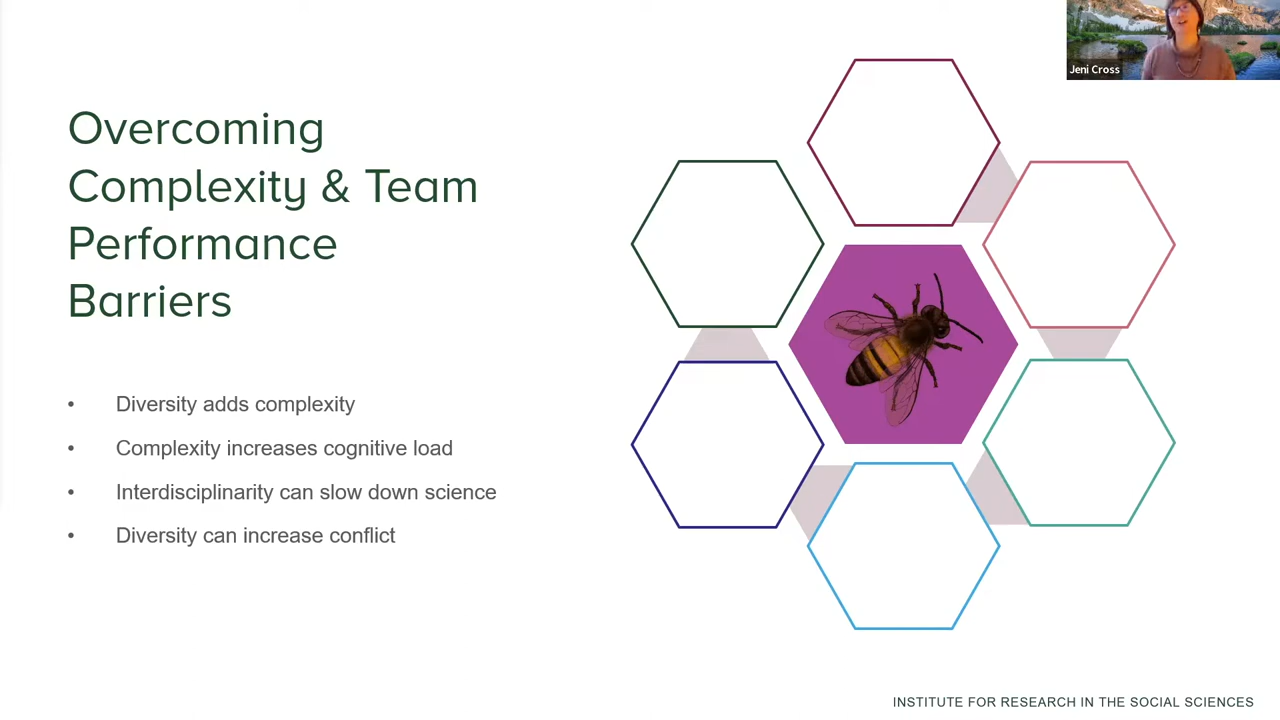 Jeni Cross
Overcoming
Complexity & Team
Performance
Barriers
• Diversity adds complexity
• Complexity increases cognitive load
• Interdisciplinarity can slow down science
• Diversity can increase conflict
INSTITUTE FOR RESEARCH IN THE SOCIAL SCIENCES